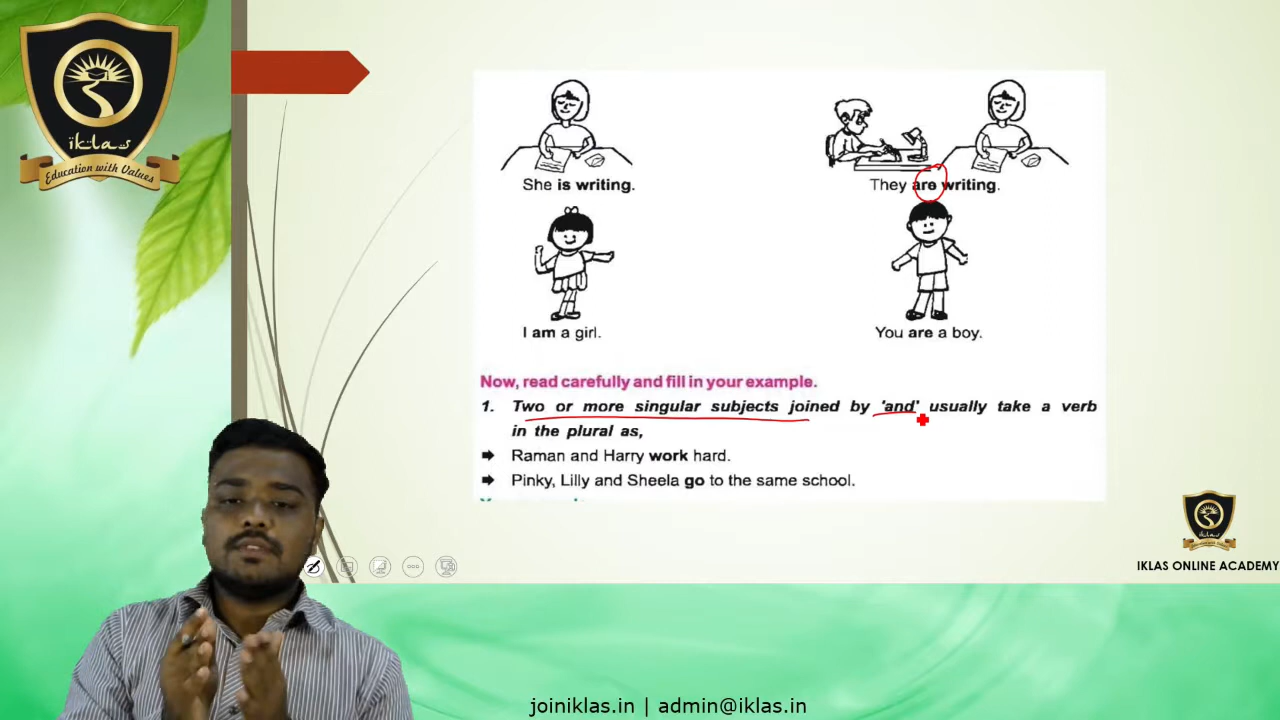 iklas
Education with Values
She is writing.
They are writing.
I am a girl.
You are a boy.
Now, read carefully and fill in your example.
1. Two or more singular subjects joined by 'and' usually take a verb
in the plural as,
➡ Raman and Harry work hard.
➡ Pinky, Lilly and Sheela go to the same school.
IKLAS ONLINE ACADEMY
joiniklas.in | admin@iklas.in